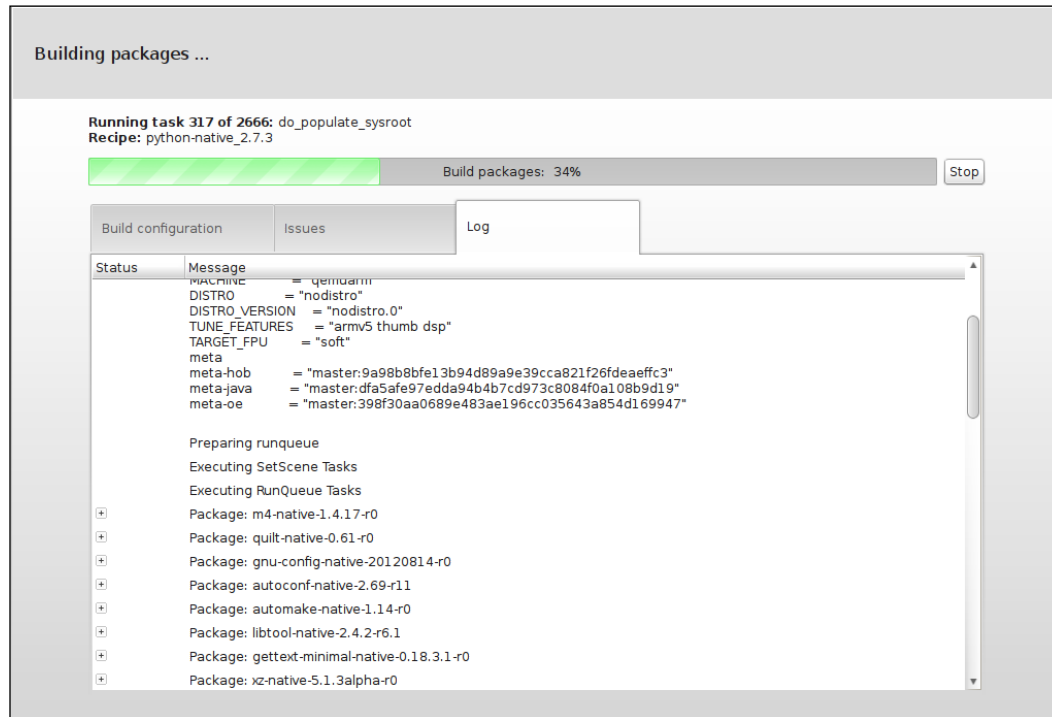 Building packages ...
Running task 317 of 2666: do_populate_sysroot
Recipe: python-native_2.7.3
Build packages: 34%
Stop
Build configuration
Issues
Log
Status Message
MACHINE = "qemuarm"
DISTRO = "nodistro"
DISTRO_VERSION = "nodistro.0"
TUNE_FEATURES = "armv5 thumb dsp"
TARGET_FPU = "soft"
meta
meta-hob = "master:9a98b8bfe13b94d89a9e39cca821f26fdeaeffc3"
meta-java = "master:dfa5afe97edda94b4b7cd973c8084f0a108b9d19"
meta-oe = "master:398f30aa0689e483ae196cc035643a854d169947"
Preparing runqueue
Executing SetScene Tasks
Executing RunQueue Tasks
Package: m4-native-1.4.17-r0
Package: quilt-native-0.61-r0
Package: gnu-config-native-20120814-r0
Package: autoconf-native-2.69-r11
Package: automake-native-1.14-r0
Package: libtool-native-2.4.2-r6.1
Package: gettext-minimal-native-0.18.3.1-r0
Package: xz-native-5.1.3alpha-r0